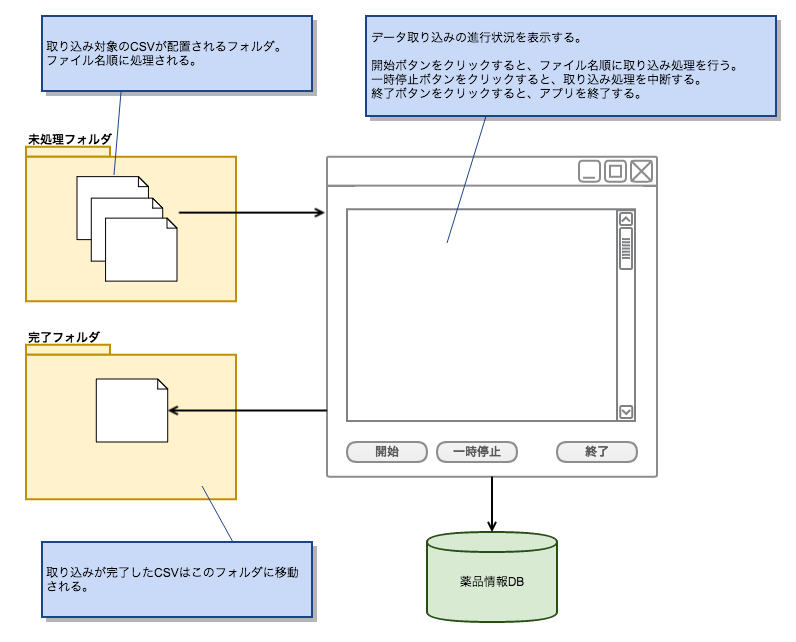 取り込み対象のCSVが配置されるフォルダ。
ファイル名順に処理される。
データ取り込みの進行状況を表示する。
開始ボタンをクリックすると、ファイル名順に取り込み処理を行う。
一時停止ボタンをクリックすると、取り込み処理を中断する。
終了ボタンをクリックすると、アプリを終了する。
未処理フォルダ
完了フォルダ
開始
一時停止
終了
取り込みが完了したCSVはこのフォルダに移動
される。
薬品情報DB